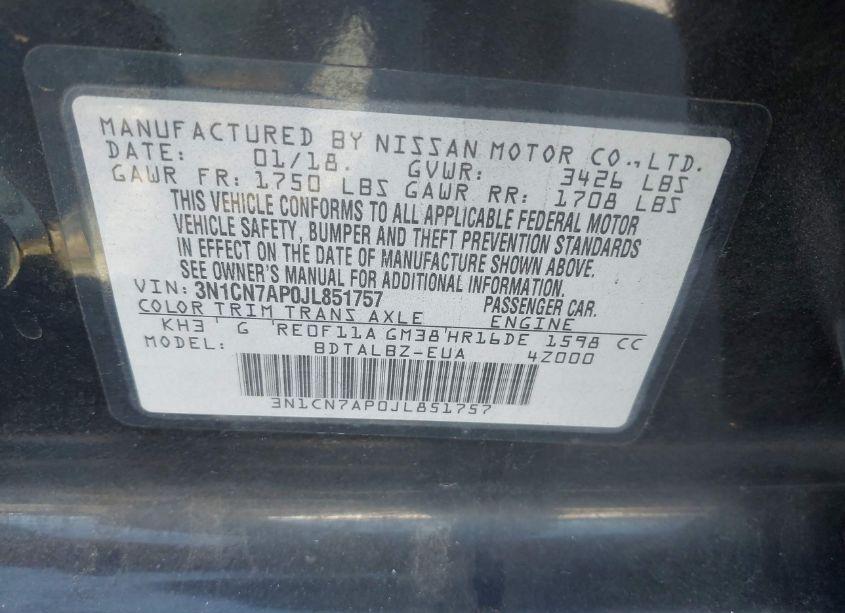 MANUFACTURED BY NISSAN MOTOR CO., LTD.
DATE: 01/18. GVWR: 3426 LBS
GAWR FR: 1750 LBS GAWR RR: 1708 LBS
THIS VEHICLE CONFORMS TO ALL APPLICABLE FEDERAL MOTOR
VEHICLE SAFETY, BUMPER AND THEFT PREVENTION STANDARDS
IN EFFECT ON THE DATE OF MANUFACTURE SHOWN ABOVE.
SEE OWNER'S MANUAL FOR ADDITIONAL INFORMATION.
VIN: 3N1CN7AP0JL851757 PASSENGER CAR.
COLOR TRIM TRANS AXLE ENGINE
KH3 G RE0F11A GM38 HR16DE 1598 CC
MODEL: BDTALBZ-EUA 4Z000
3N1CN7AP0JL851757